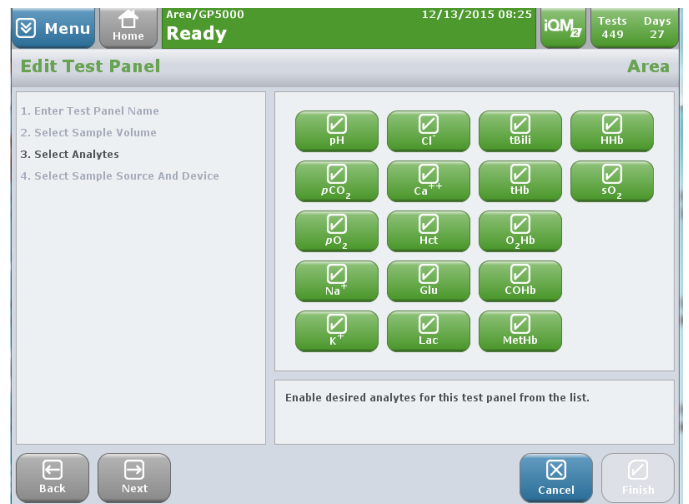 Menu
Home
Area/GP5000 12/13/2015 08:25
Ready
iQM2
Tests Days
449 27
Edit Test Panel Area
1. Enter Test Panel Name
2. Select Sample Volume
3. Select Analytes
4. Select Sample Source And Device
pH Cl⁻ tBili HHb
pCO₂ Ca⁺⁺ tHb sO₂
pO₂ Hct O₂Hb
Na⁺ Glu COHb
K⁺ Lac MetHb
Enable desired analytes for this test panel from the list.
Back Next Cancel Finish